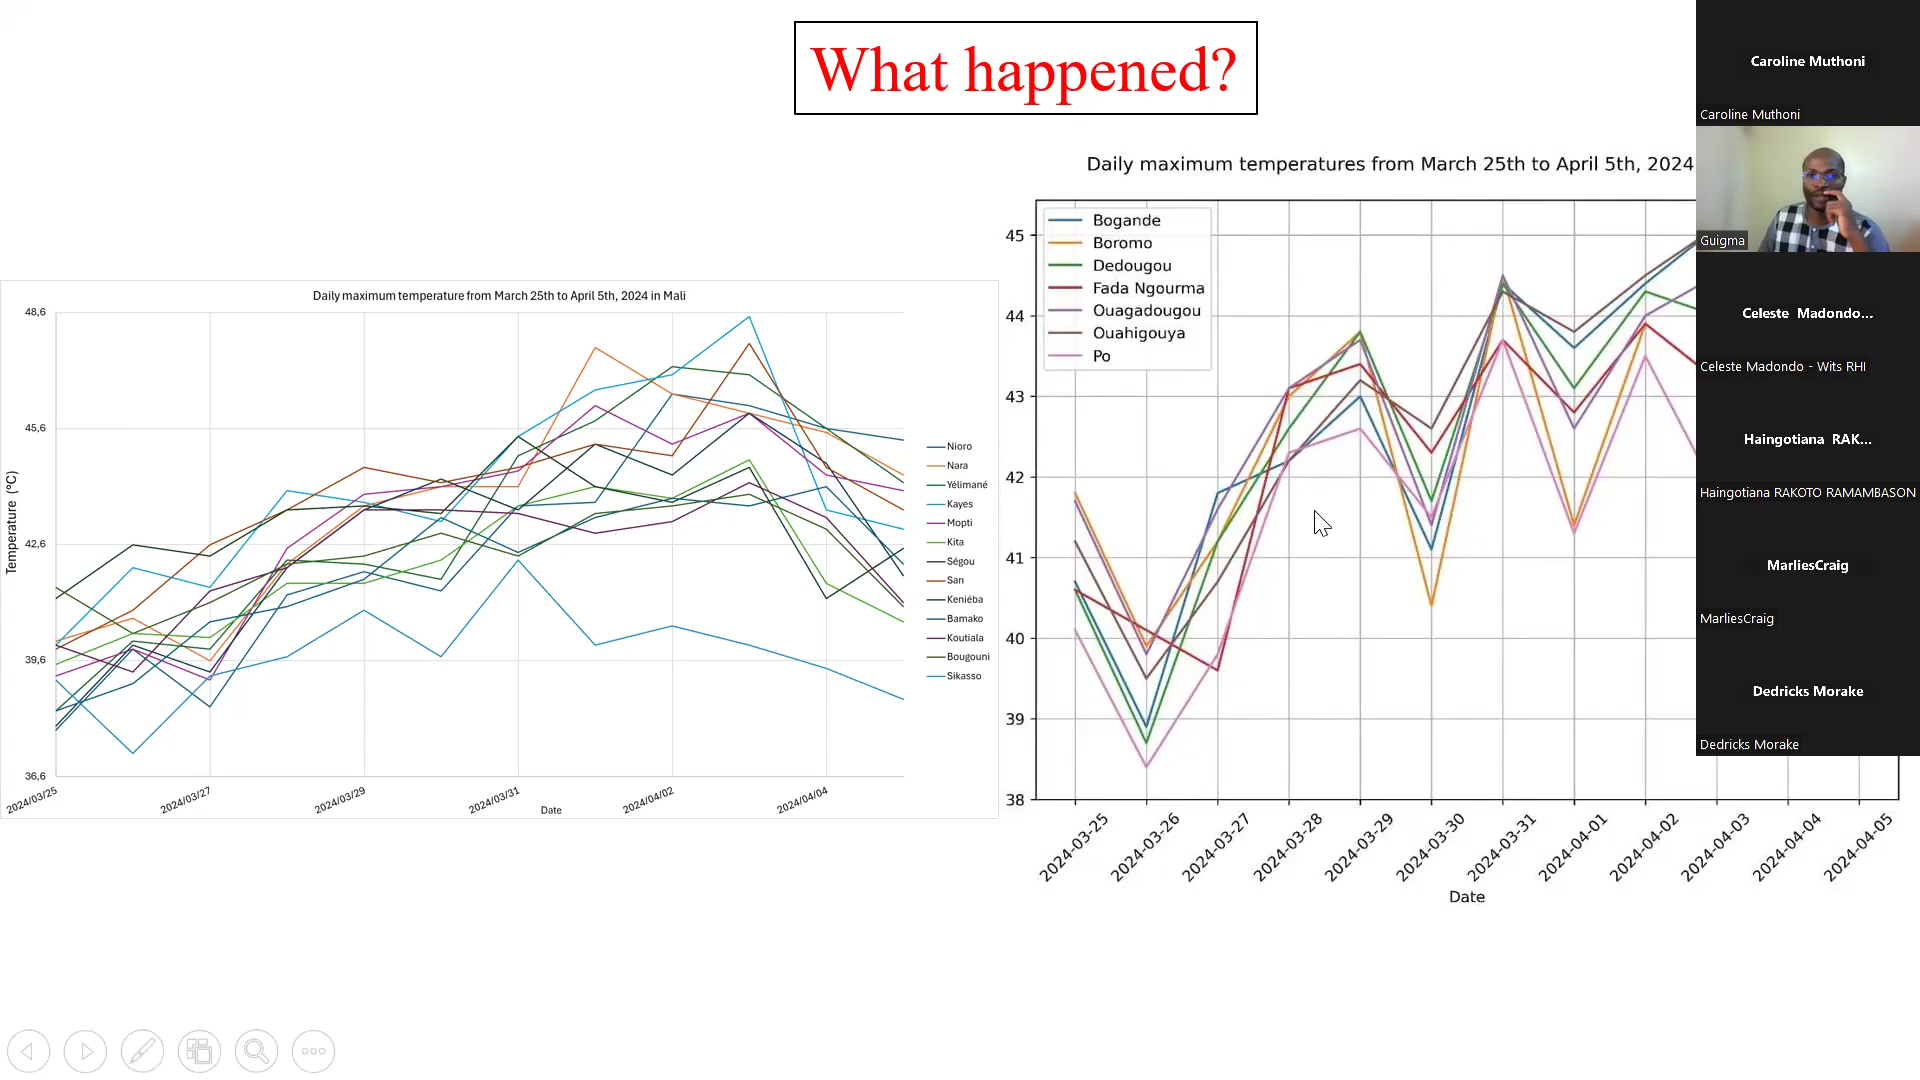 What happened?
Daily maximum temperature from March 25th to April 5th, 2024 in Mali
Temperature (°C)
48,6
45,6
42,6
39,6
36,6
2024/03/25
2024/03/27
2024/03/29
2024/03/31
2024/04/02
2024/04/04
Date
Nioro
Nara
Yélimané
Kayes
Mopti
Kita
Ségou
San
Keniéba
Bamako
Koutiala
Bougouni
Sikasso
Daily maximum temperatures from March 25th to April 5th, 2024
Bogande
Boromo
Dedougou
Fada Ngourma
Ouagadougou
Ouahigouya
Po
45
44
43
42
41
40
39
38
2024-03-25
2024-03-26
2024-03-27
2024-03-28
2024-03-29
2024-03-30
2024-03-31
2024-04-01
2024-04-02
2024-04-03
2024-04-04
2024-04-05
Date
Caroline Muthoni
Caroline Muthoni
Guigma
Celeste Madondo...
Celeste Madondo - Wits RHI
Haingotiana RAK...
Haingotiana RAKOTO RAMAMBASON
MarliesCraig
MarliesCraig
Dedricks Morake
Dedricks Morake